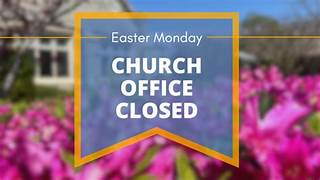 Easter Monday
CHURCH
OFFICE
CLOSED